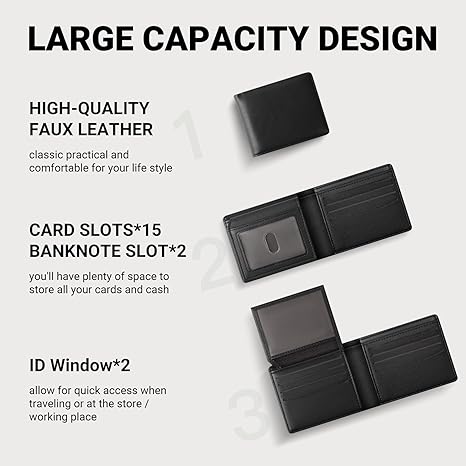 LARGE CAPACITY DESIGN
1
HIGH-QUALITY
FAUX LEATHER
classic practical and
comfortable for your life style
2
CARD SLOTS*15
BANKNOTE SLOT*2
you'll have plenty of space to
store all your cards and cash
3
ID Window*2
allow for quick access when
traveling or at the store /
working place